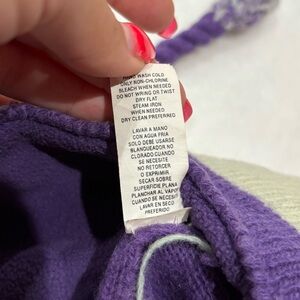 HAND WASH COLD
ONLY NON-CHLORINE
BLEACH WHEN NEEDED
DO NOT WRING OR TWIST
DRY FLAT
STEAM IRON
WHEN NEEDED
DRY CLEAN PREFERRED
LAVAR A MANO
CON AGUA FRIA
SOLO DEBE USARSE
BLANQUEADOR NO
CLORADO CUANDO
SE NECESITE
NO RETORCER
O EXPRIMIR
SECAR SOBRE
SUPERFICIE PLANA
PLANCHAR AL VAPOR
CUANDO SE NECESITE
LAVAR EN SECO
PREFERIDO